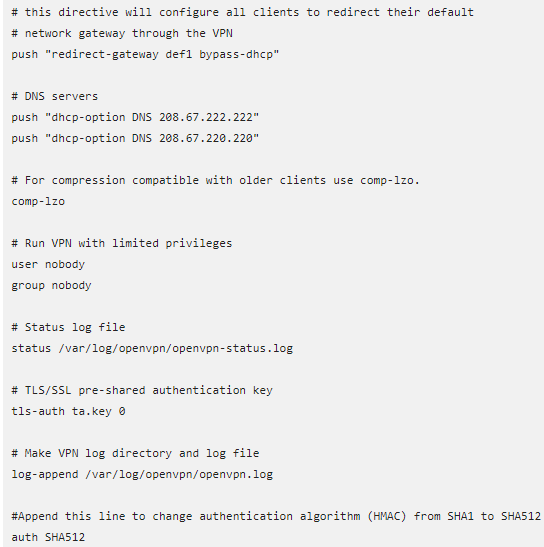 # this directive will configure all clients to redirect their default
# network gateway through the VPN
push "redirect-gateway def1 bypass-dhcp"
# DNS servers
push "dhcp-option DNS 208.67.222.222"
push "dhcp-option DNS 208.67.220.220"
# For compression compatible with older clients use comp-lzo.
comp-lzo
# Run VPN with limited privileges
user nobody
group nobody
# Status log file
status /var/log/openvpn/openvpn-status.log
# TLS/SSL pre-shared authentication key
tls-auth ta.key 0
# Make VPN log directory and log file
log-append /var/log/openvpn/openvpn.log
#Append this line to change authentication algorithm (HMAC) from SHA1 to SHA512
auth SHA512